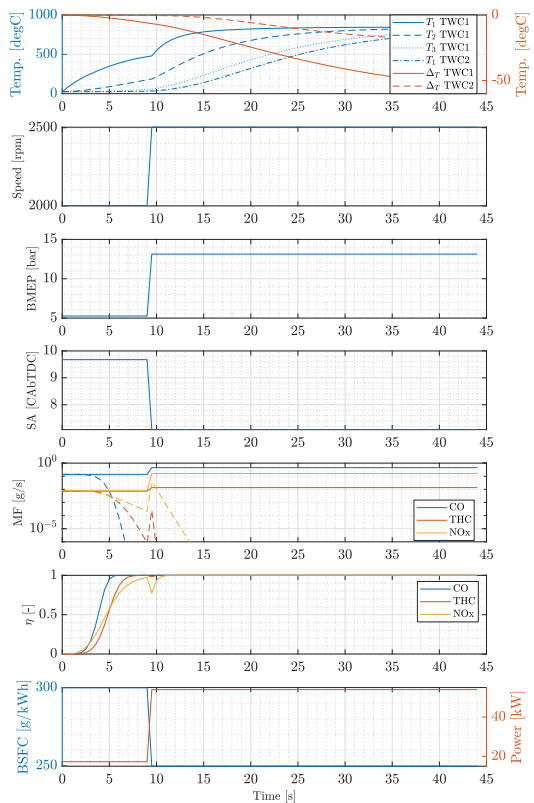 1000
500
0
Temp. [degC]
0
-50
Temp. [degC]
T1 TWC1
T2 TWC1
T3 TWC1
T1 TWC2
ΔT TWC1
ΔT TWC2
0 5 10 15 20 25 30 35 40 45
2500
2000
Speed [rpm]
0 5 10 15 20 25 30 35 40 45
15
10
5
BMEP [bar]
0 5 10 15 20 25 30 35 40 45
10
9
8
SA [CAbTDC]
0 5 10 15 20 25 30 35 40 45
10^0
10^−5
MF [g/s]
CO
THC
NOx
0 5 10 15 20 25 30 35 40 45
1
0.5
0
η [-]
CO
THC
NOx
0 5 10 15 20 25 30 35 40 45
300
250
BSFC [g/kWh]
40
20
Power [kW]
0 5 10 15 20 25 30 35 40 45
Time [s]